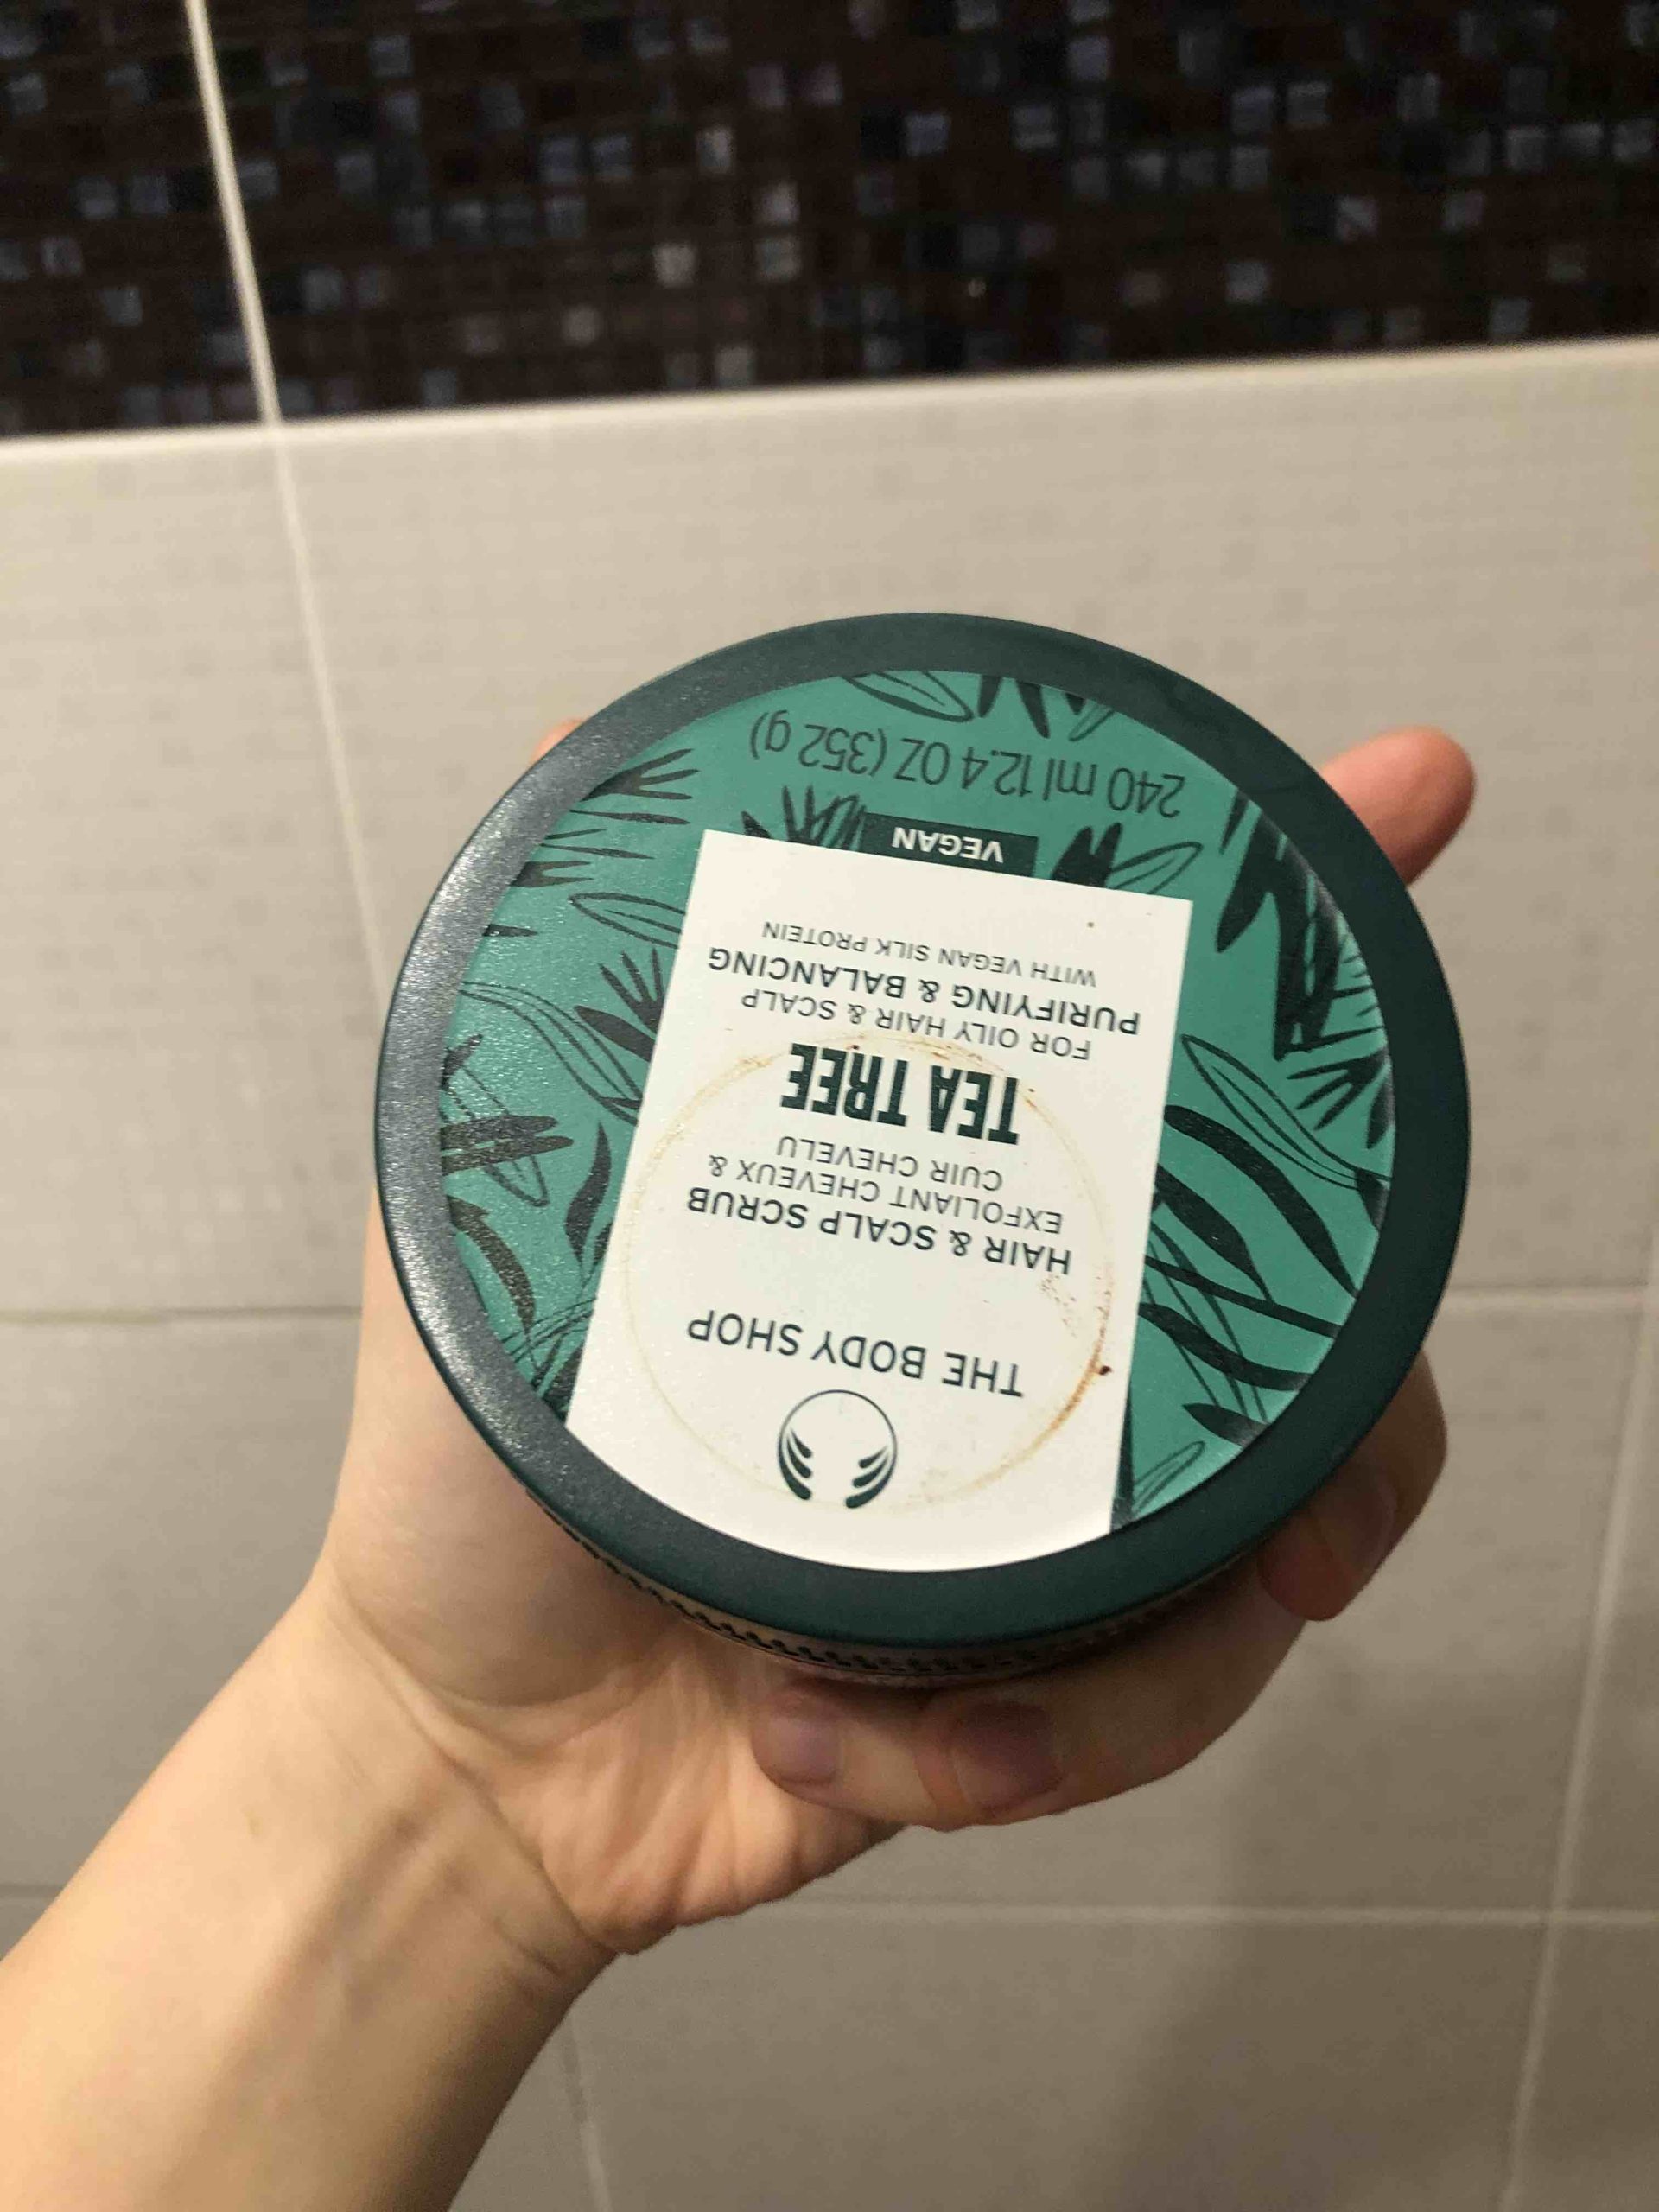 THE BODY SHOP
HAIR & SCALP SCRUB
EXFOLIANT CHEVEUX &
CUIR CHEVELU
TEA TREE
FOR OILY HAIR & SCALP
PURIFYING & BALANCING
WITH VEGAN SILK PROTEIN
VEGAN
240 ml 12.4 OZ (352 g)